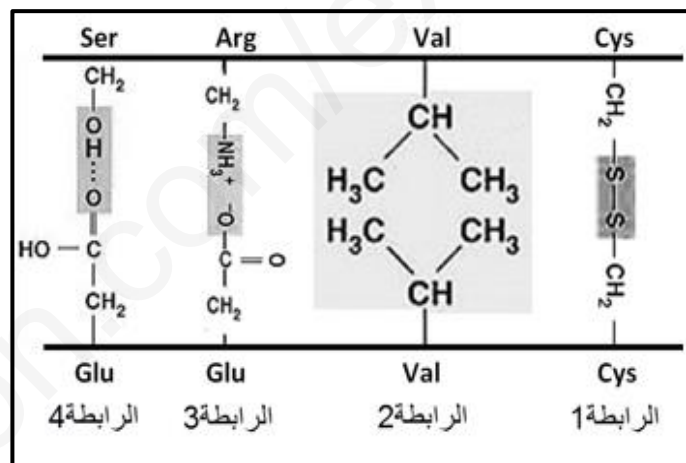 Ser Arg Val Cys
CH₂ CH₂ CH CH₂
O
H NH₃⁺ H₃C CH₃ S
O ⁻O H₃C CH₃ S
HO C C O
CH₂ CH₂ CH CH₂
Glu Glu Val Cys
الرابطة4 الرابطة3 الرابطة2 الرابطة1